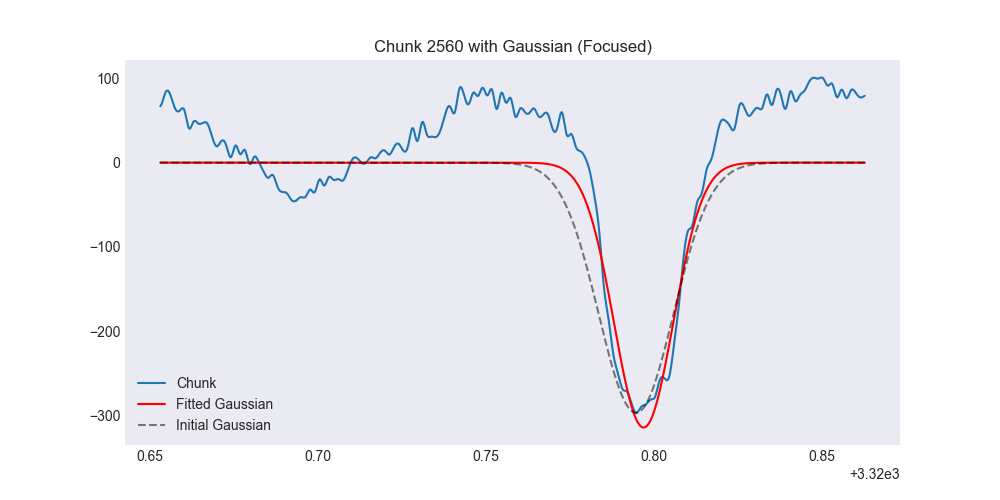 Chunk 2560 with Gaussian (Focused)
100
0
−100
−200
−300
Chunk
Fitted Gaussian
Initial Gaussian
0.65 0.70 0.75 0.80 0.85
+3.32e3